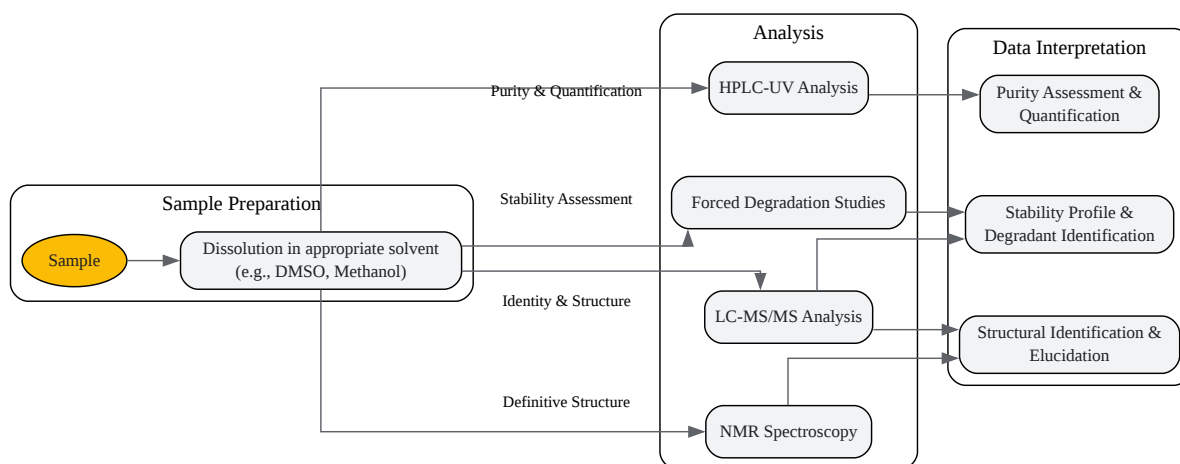 Sample Preparation
Sample
Dissolution in appropriate solvent
(e.g., DMSO, Methanol)
Purity & Quantification
Stability Assessment
Identity & Structure
Definitive Structure
Analysis
HPLC-UV Analysis
Forced Degradation Studies
LC-MS/MS Analysis
NMR Spectroscopy
Data Interpretation
Purity Assessment &
Quantification
Stability Profile &
Degradant Identification
Structural Identification &
Elucidation